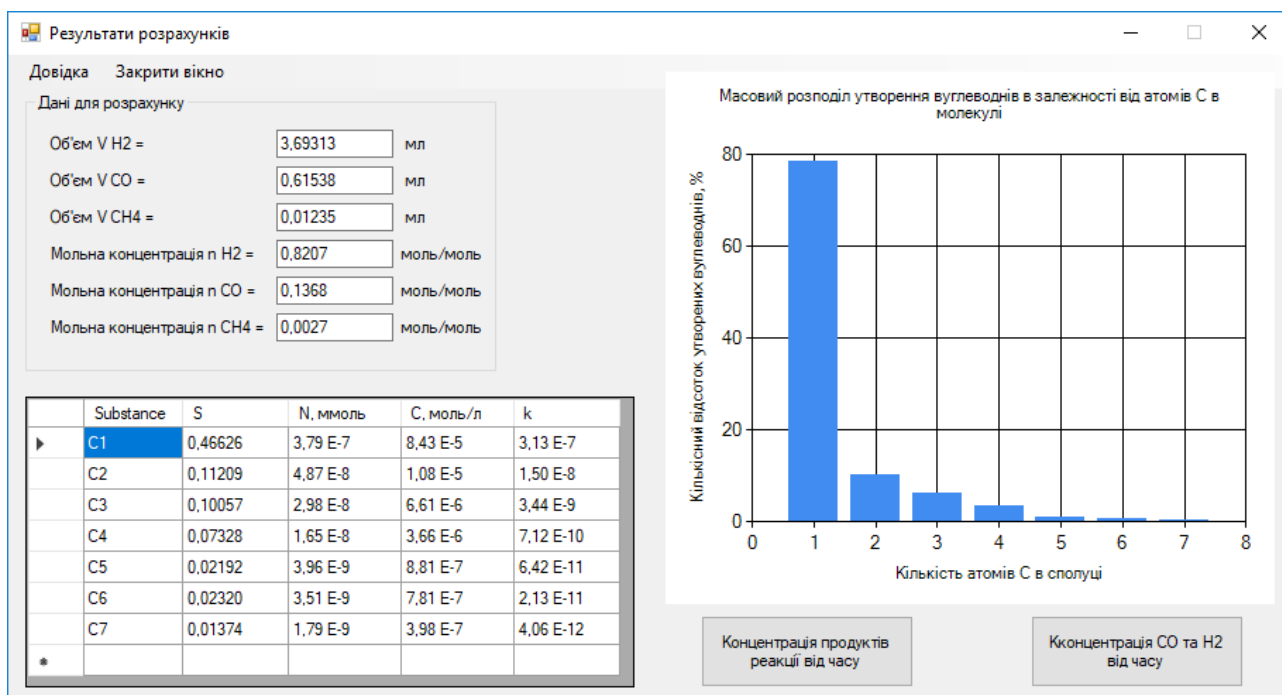 Результати розрахунків
Довідка Закрити вікно
Дані для розрахунку
Об'єм V H2 = 3,69313 мл
Об'єм V CO = 0,61538 мл
Об'єм V CH4 = 0,01235 мл
Мольна концентрація n H2 = 0,8207 моль/моль
Мольна концентрація n CO = 0,1368 моль/моль
Мольна концентрація n CH4 = 0,0027 моль/моль
Substance S N, ммоль C, моль/л k
C1 0,46626 3,79 E-7 8,43 E-5 3,13 E-7
C2 0,11209 4,87 E-8 1,08 E-5 1,50 E-8
C3 0,10057 2,98 E-8 6,61 E-6 3,44 E-9
C4 0,07328 1,65 E-8 3,66 E-6 7,12 E-10
C5 0,02192 3,96 E-9 8,81 E-7 6,42 E-11
C6 0,02320 3,51 E-9 7,81 E-7 2,13 E-11
C7 0,01374 1,79 E-9 3,98 E-7 4,06 E-12
Масовий розподіл утворення вуглеводнів в залежності від атомів С в
молекулі
Кількісний відсоток утворених вуглеводнів, %
80
60
40
20
0
0 1 2 3 4 5 6 7 8
Кількість атомів С в сполуці
Концентрація продуктів
реакції від часу
Кконцентрація СО та Н2
від часу